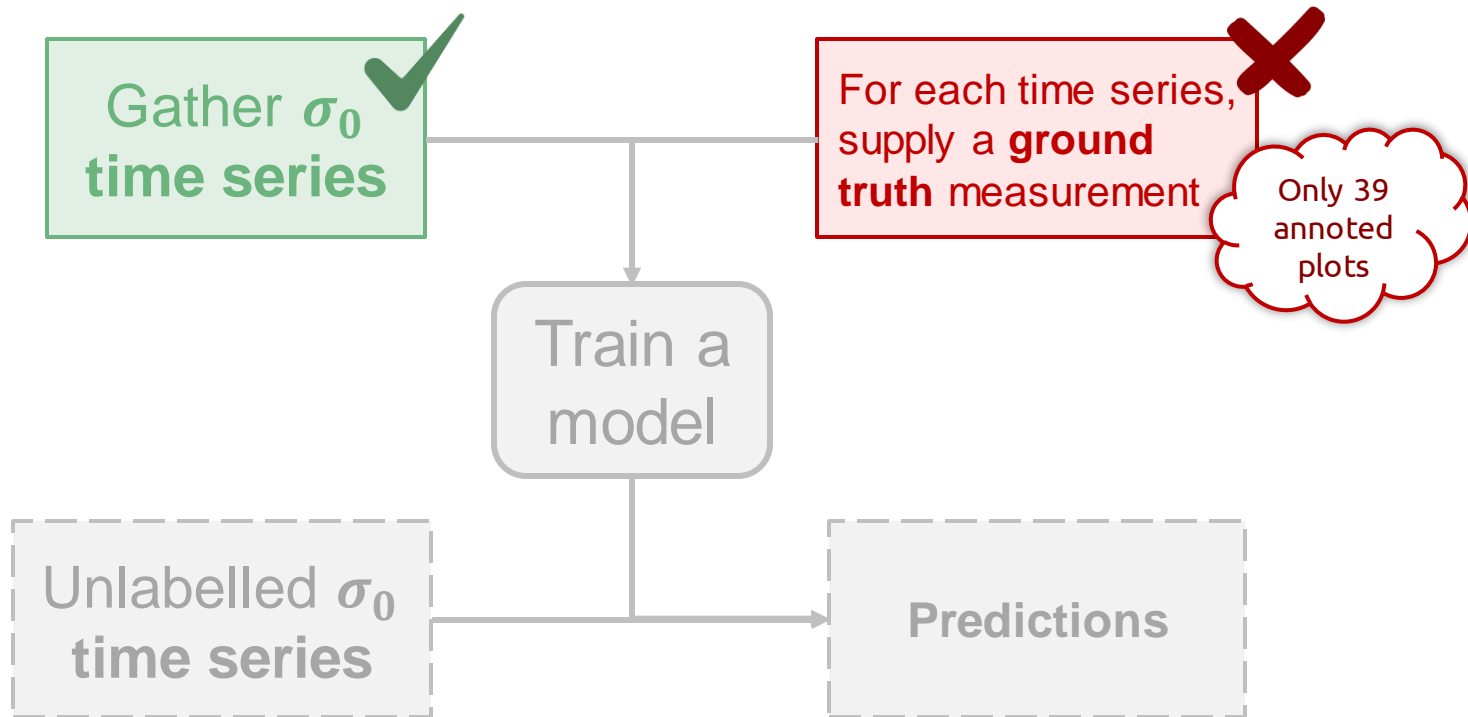 Gather σ₀
time series
For each time series,
supply a ground
truth measurement
Only 39
annoted
plots
Train a
model
Unlabelled σ₀
time series
Predictions